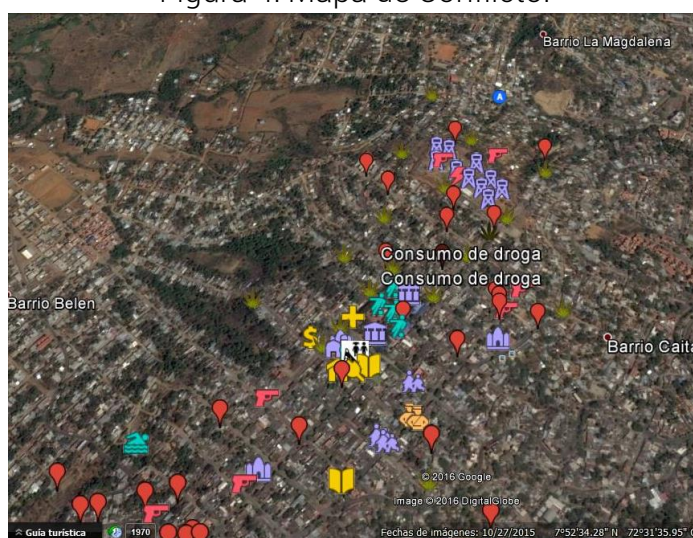 Figura 4. Mapa de Conflicto.
Barrio La Magdalena
A
Consumo de droga
Consumo de droga
Barrio Belen
$
Barrio Caita
© 2016 Google
Image © 2016 DigitalGlobe
Guía turística
1970
Fechas de imágenes: 10/27/2015 7°52'34.28" N 72°31'35.95"